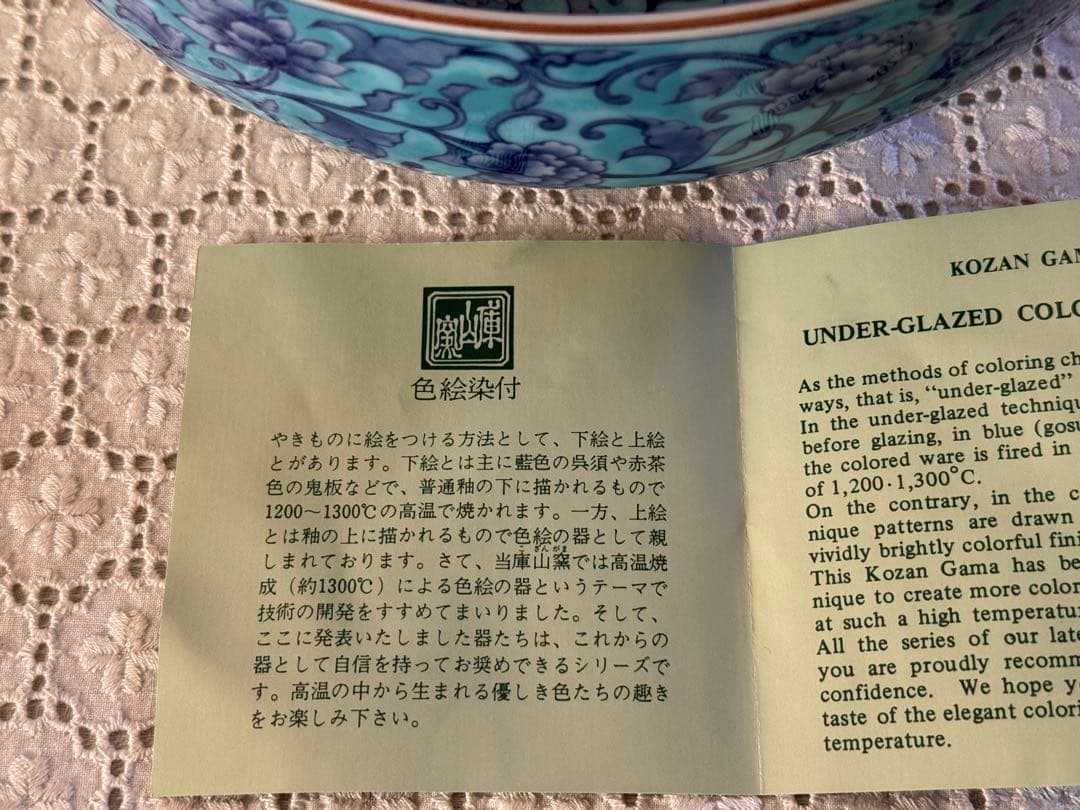 庫山窯
色絵染付
やきものに絵をつける方法として、下絵と上絵
とがあります。下絵とは主に藍色の呉須や赤茶
色の鬼板などで、普通釉の下に描かれるもので
1200〜1300℃の高温で焼かれます。一方、上絵
とは釉の上に描かれるもので色絵の器として親
しまれております。さて、当庫山窯では高温焼
成（約1300℃）による色絵の器というテーマで
技術の開発をすすめてまいりました。そして、
ここに発表いたしました器たちは、これからの
器として自信を持ってお奨めできるシリーズで
す。高温の中から生まれる優しき色たちの趣き
をお楽しみ下さい。
KOZAN GAM
UNDER-GLAZED COLO
As the methods of coloring ch
ways, that is, “under-glazed”
In the under-glazed techniqu
before glazing, in blue (gosu
the colored ware is fired in
of 1,200·1,300°C.
On the contrary, in the c
nique patterns are drawn
vividly brightly colorful fini
This Kozan Gama has be
nique to create more color
at such a high temperatu
All the series of our late
you are proudly recomm
confidence. We hope y
taste of the elegant colori
temperature.